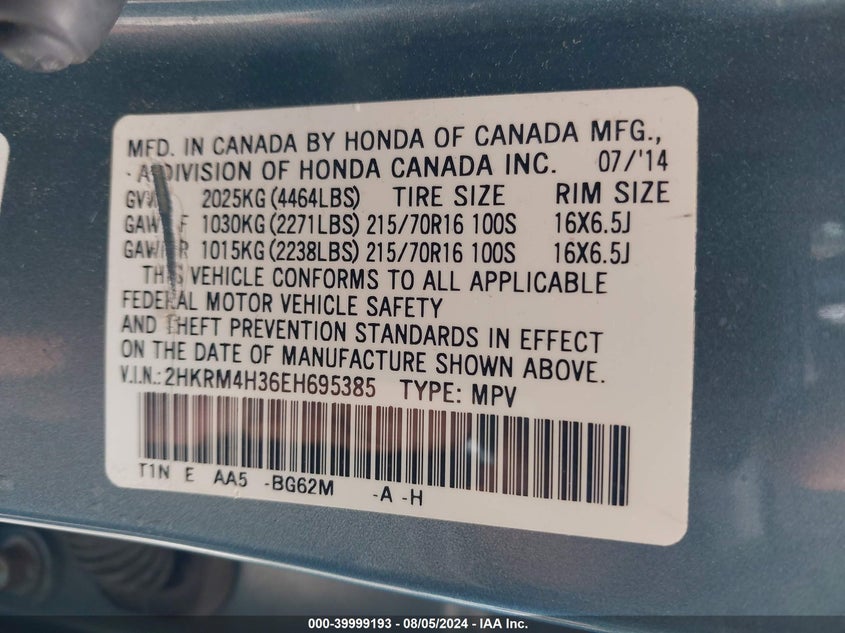 MFD. IN CANADA BY HONDA OF CANADA MFG.,
A DIVISION OF HONDA CANADA INC. 07/'14
2025KG (4464LBS) TIRE SIZE RIM SIZE
F 1030KG (2271LBS) 215/70R16 100S 16X6.5J
R 1015KG (2238LBS) 215/70R16 100S 16X6.5J
THIS VEHICLE CONFORMS TO ALL APPLICABLE
FEDERAL MOTOR VEHICLE SAFETY
AND THEFT PREVENTION STANDARDS IN EFFECT
ON THE DATE OF MANUFACTURE SHOWN ABOVE.
V.I.N.: 2HKRM4H36EH695385 TYPE: MPV
T1N E AA5 -BG62M -A -H
000-39999193 - 08/05/2024 - IAA Inc.